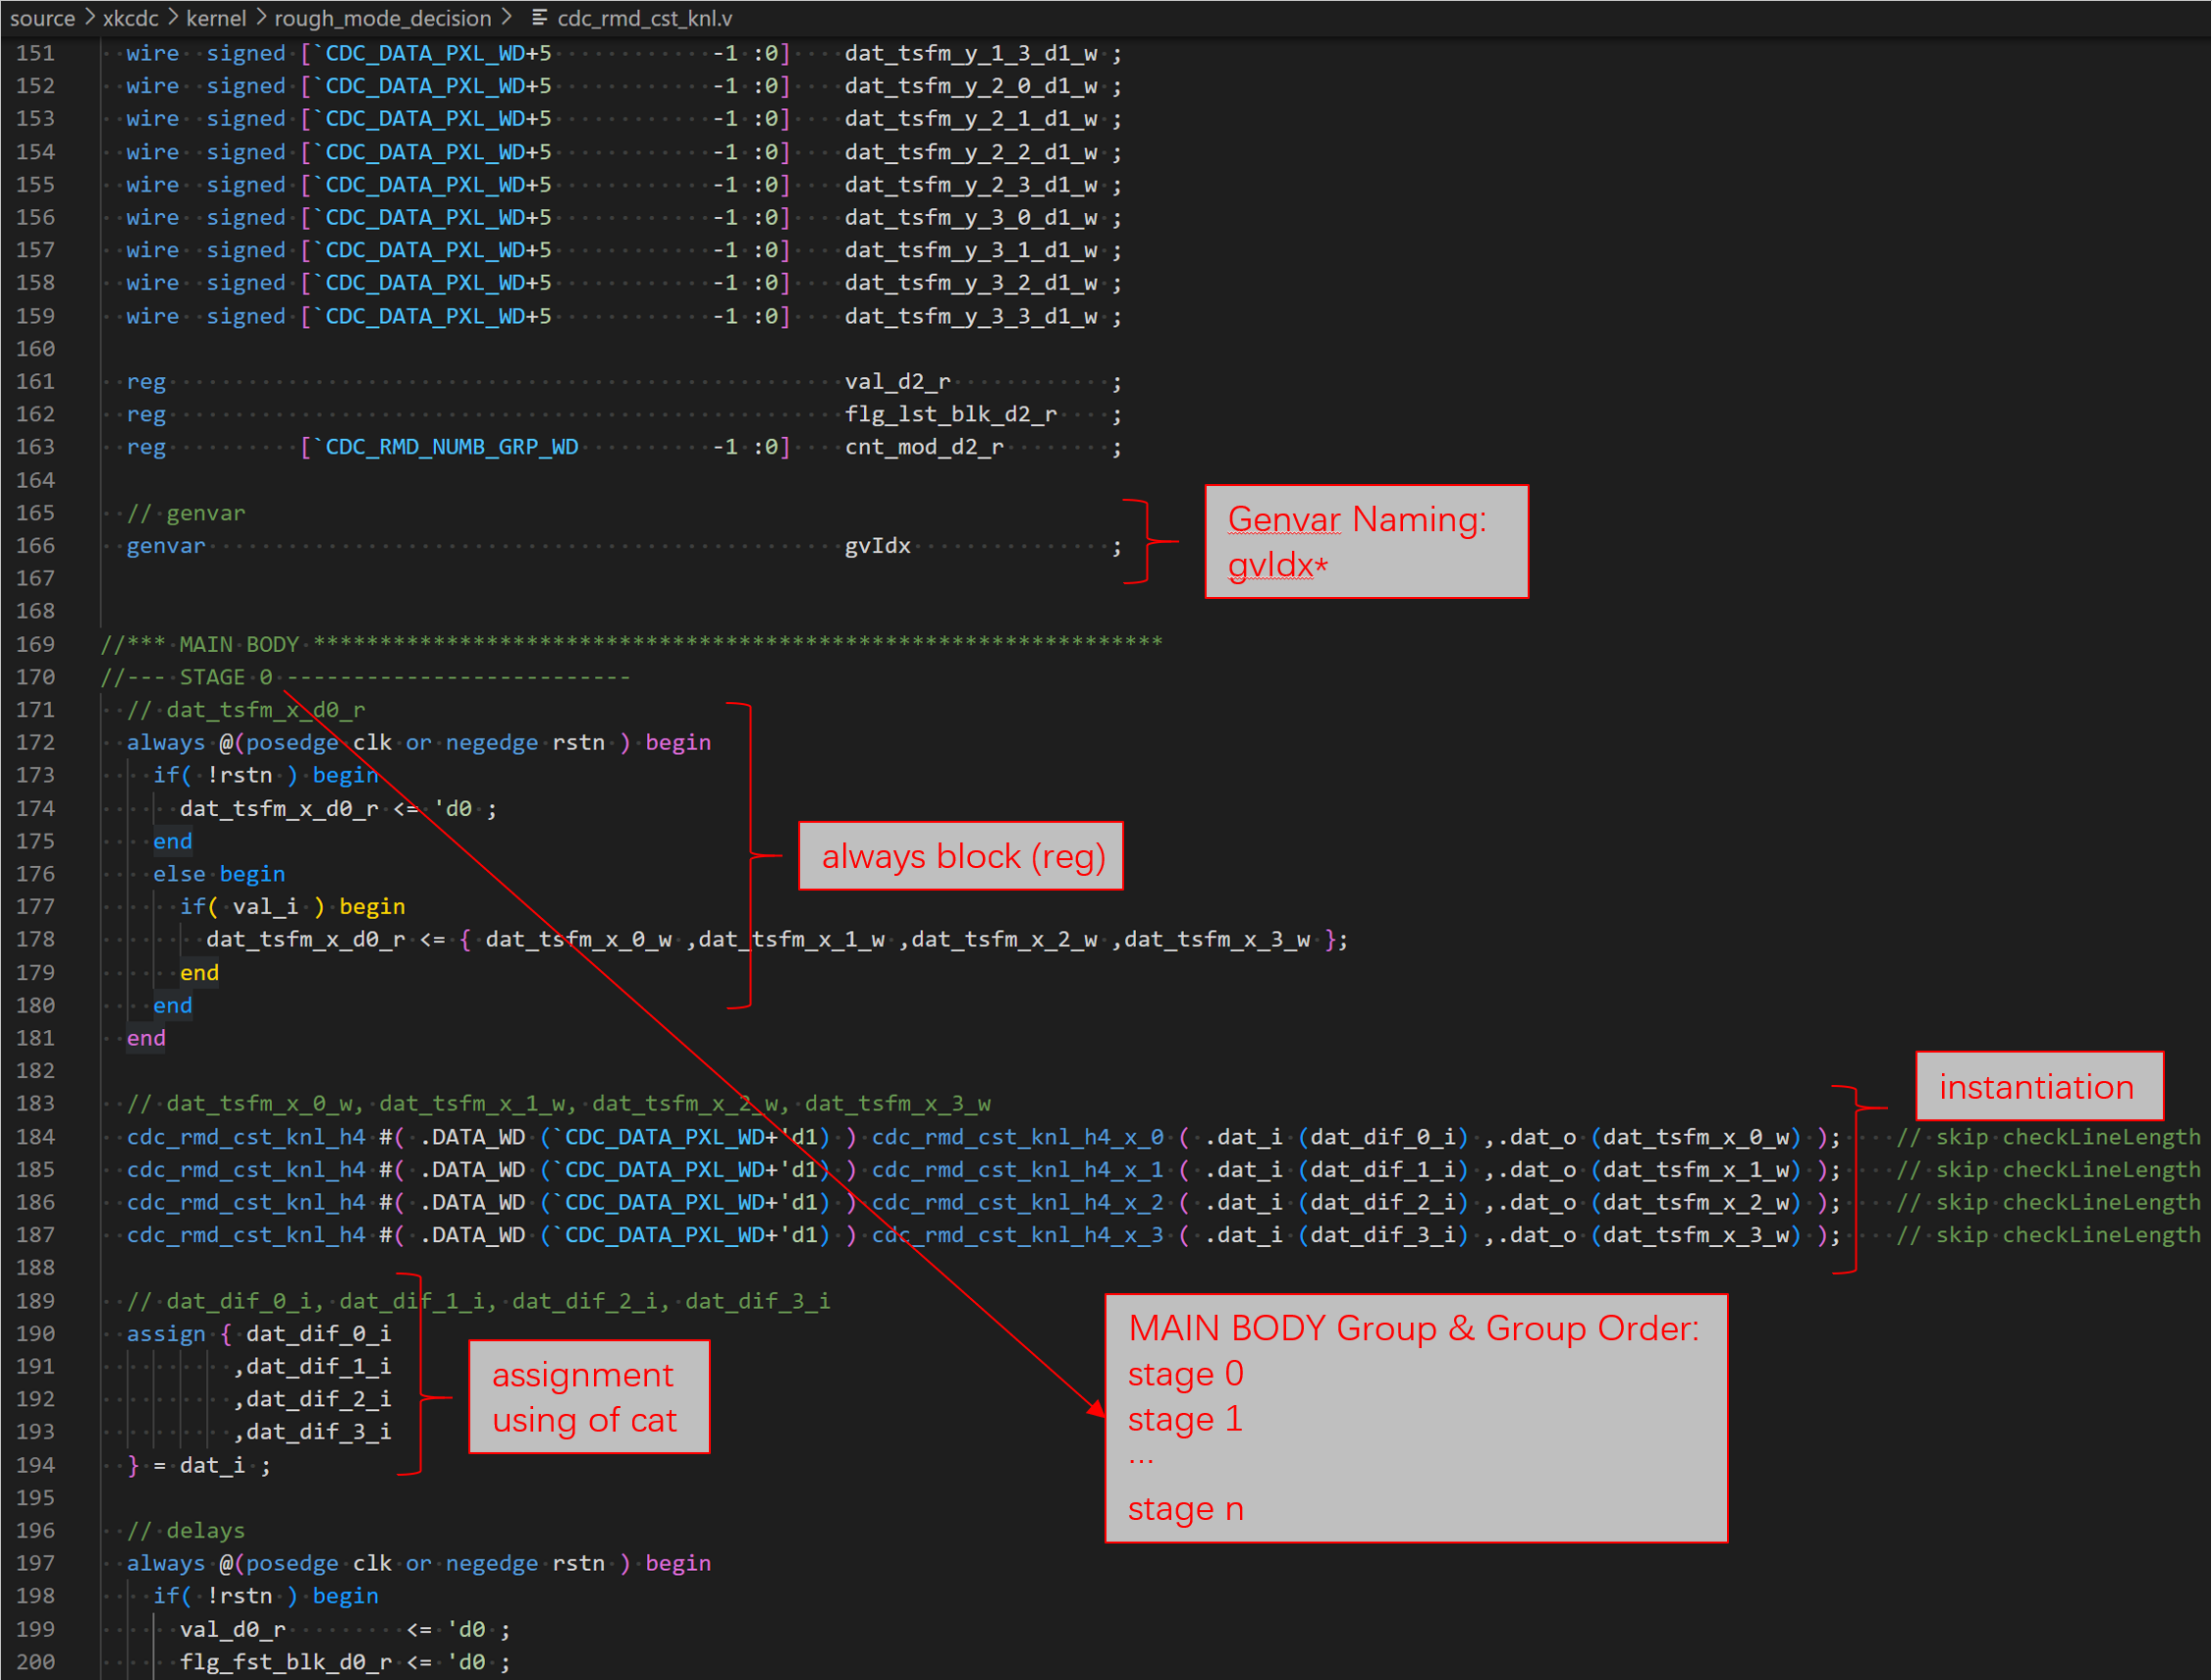 source > xkcdc > kernel > rough_mode_decision > cdc_rmd_cst_knl.v
151 wire signed [`CDC_DATA_PXL_WD+5 -1 :0] dat_tsfm_y_1_3_d1_w ;
152 wire signed [`CDC_DATA_PXL_WD+5 -1 :0] dat_tsfm_y_2_0_d1_w ;
153 wire signed [`CDC_DATA_PXL_WD+5 -1 :0] dat_tsfm_y_2_1_d1_w ;
154 wire signed [`CDC_DATA_PXL_WD+5 -1 :0] dat_tsfm_y_2_2_d1_w ;
155 wire signed [`CDC_DATA_PXL_WD+5 -1 :0] dat_tsfm_y_2_3_d1_w ;
156 wire signed [`CDC_DATA_PXL_WD+5 -1 :0] dat_tsfm_y_3_0_d1_w ;
157 wire signed [`CDC_DATA_PXL_WD+5 -1 :0] dat_tsfm_y_3_1_d1_w ;
158 wire signed [`CDC_DATA_PXL_WD+5 -1 :0] dat_tsfm_y_3_2_d1_w ;
159 wire signed [`CDC_DATA_PXL_WD+5 -1 :0] dat_tsfm_y_3_3_d1_w ;
160
161 reg val_d2_r ;
162 reg flg_lst_blk_d2_r ;
163 reg [`CDC_RMD_NUMB_GRP_WD -1 :0] cnt_mod_d2_r ;
164
165 // genvar
166 genvar gvIdx ;
Genvar Naming:
gvIdx*
167
168
169 //*** MAIN BODY ****************************************************************
170 //--- STAGE 0 --------------------------
171 // dat_tsfm_x_d0_r
172 always @(posedge clk or negedge rstn ) begin
173 if( !rstn ) begin
174 dat_tsfm_x_d0_r <= 'd0 ;
175 end
always block (reg)
176 else begin
177 if( val_i ) begin
178 dat_tsfm_x_d0_r <= { dat_tsfm_x_0_w ,dat_tsfm_x_1_w ,dat_tsfm_x_2_w ,dat_tsfm_x_3_w };
179 end
180 end
181 end
182
instantiation
183 // dat_tsfm_x_0_w, dat_tsfm_x_1_w, dat_tsfm_x_2_w, dat_tsfm_x_3_w
184 cdc_rmd_cst_knl_h4 #( .DATA_WD (`CDC_DATA_PXL_WD+'d1) ) cdc_rmd_cst_knl_h4_x_0 ( .dat_i (dat_dif_0_i) ,.dat_o (dat_tsfm_x_0_w) ); // skip checkLineLength
185 cdc_rmd_cst_knl_h4 #( .DATA_WD (`CDC_DATA_PXL_WD+'d1) ) cdc_rmd_cst_knl_h4_x_1 ( .dat_i (dat_dif_1_i) ,.dat_o (dat_tsfm_x_1_w) ); // skip checkLineLength
186 cdc_rmd_cst_knl_h4 #( .DATA_WD (`CDC_DATA_PXL_WD+'d1) ) cdc_rmd_cst_knl_h4_x_2 ( .dat_i (dat_dif_2_i) ,.dat_o (dat_tsfm_x_2_w) ); // skip checkLineLength
187 cdc_rmd_cst_knl_h4 #( .DATA_WD (`CDC_DATA_PXL_WD+'d1) ) cdc_rmd_cst_knl_h4_x_3 ( .dat_i (dat_dif_3_i) ,.dat_o (dat_tsfm_x_3_w) ); // skip checkLineLength
188
189 // dat_dif_0_i, dat_dif_1_i, dat_dif_2_i, dat_dif_3_i
190 assign { dat_dif_0_i
191 ,dat_dif_1_i
192 ,dat_dif_2_i
193 ,dat_dif_3_i
194 } = dat_i ;
assignment
using of cat
MAIN BODY Group & Group Order:
stage 0
stage 1
...
stage n
195
196 // delays
197 always @(posedge clk or negedge rstn ) begin
198 if( !rstn ) begin
199 val_d0_r <= 'd0 ;
200 flg_fst_blk_d0_r <= 'd0 ;